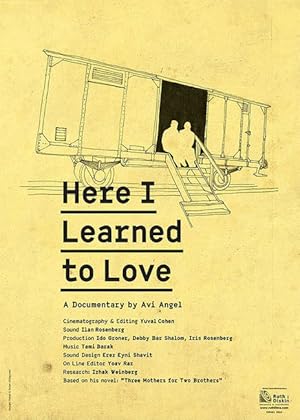 Here I
Learned
to Love
A Documentary by Avi Angel
Cinematography & Editing Yuval Cohen
Sound Ilan Rosenberg
Production Ido Groner, Debby Bar Shalom, Iris Rosenberg
Music Tami Barak
Sound Design Erez Eyni Shavit
On Line Editor Yoav Raz
Research: Izhak Weinberg
Based on his novel: "Three Mothers for Two Brothers"
Ruth
Diskin